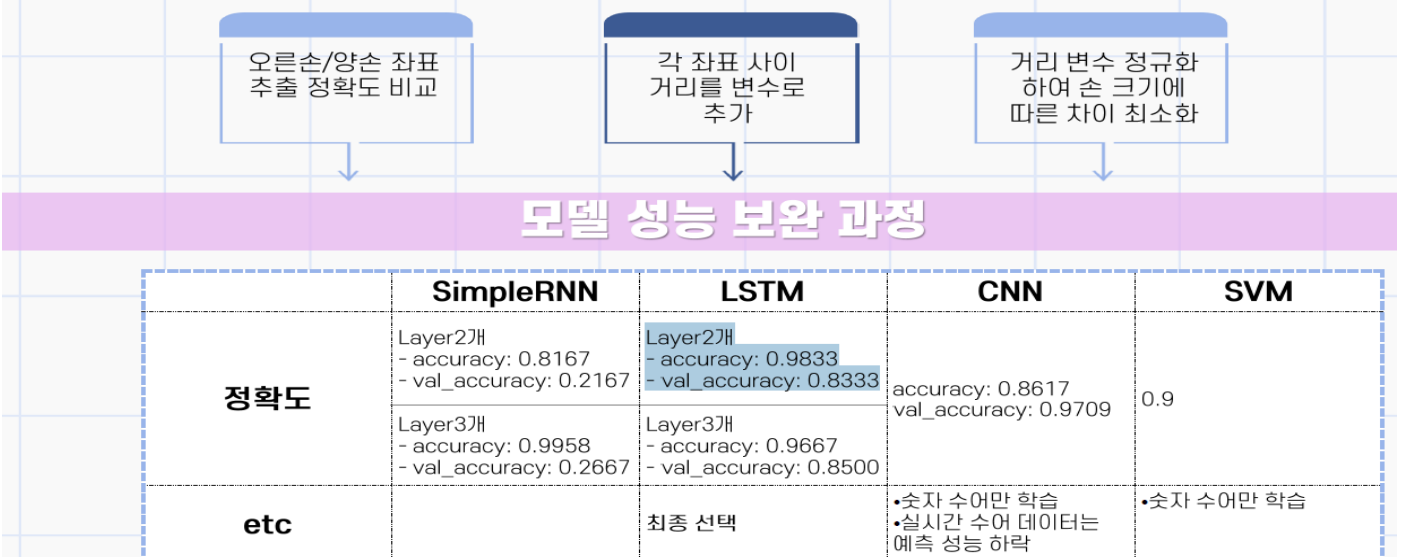 오른손/양손 좌표
추출 정확도 비교
각 좌표 사이
거리를 변수로
추가
거리 변수 정규화
하여 손 크기에
따른 차이 최소화
모델 성능 보완 과정
SimpleRNN
LSTM
CNN
SVM
정확도
Layer2개
- accuracy: 0.8167
- val_accuracy: 0.2167
Layer3개
- accuracy: 0.9958
- val_accuracy: 0.2667
Layer2개
- accuracy: 0.9833
- val_accuracy: 0.8333
Layer3개
- accuracy: 0.9667
- val_accuracy: 0.8500
accuracy: 0.8617
val_accuracy: 0.9709
0.9
etc
최종 선택
•숫자 수어만 학습
•실시간 수어 데이터는
예측 성능 하락
•숫자 수어만 학습